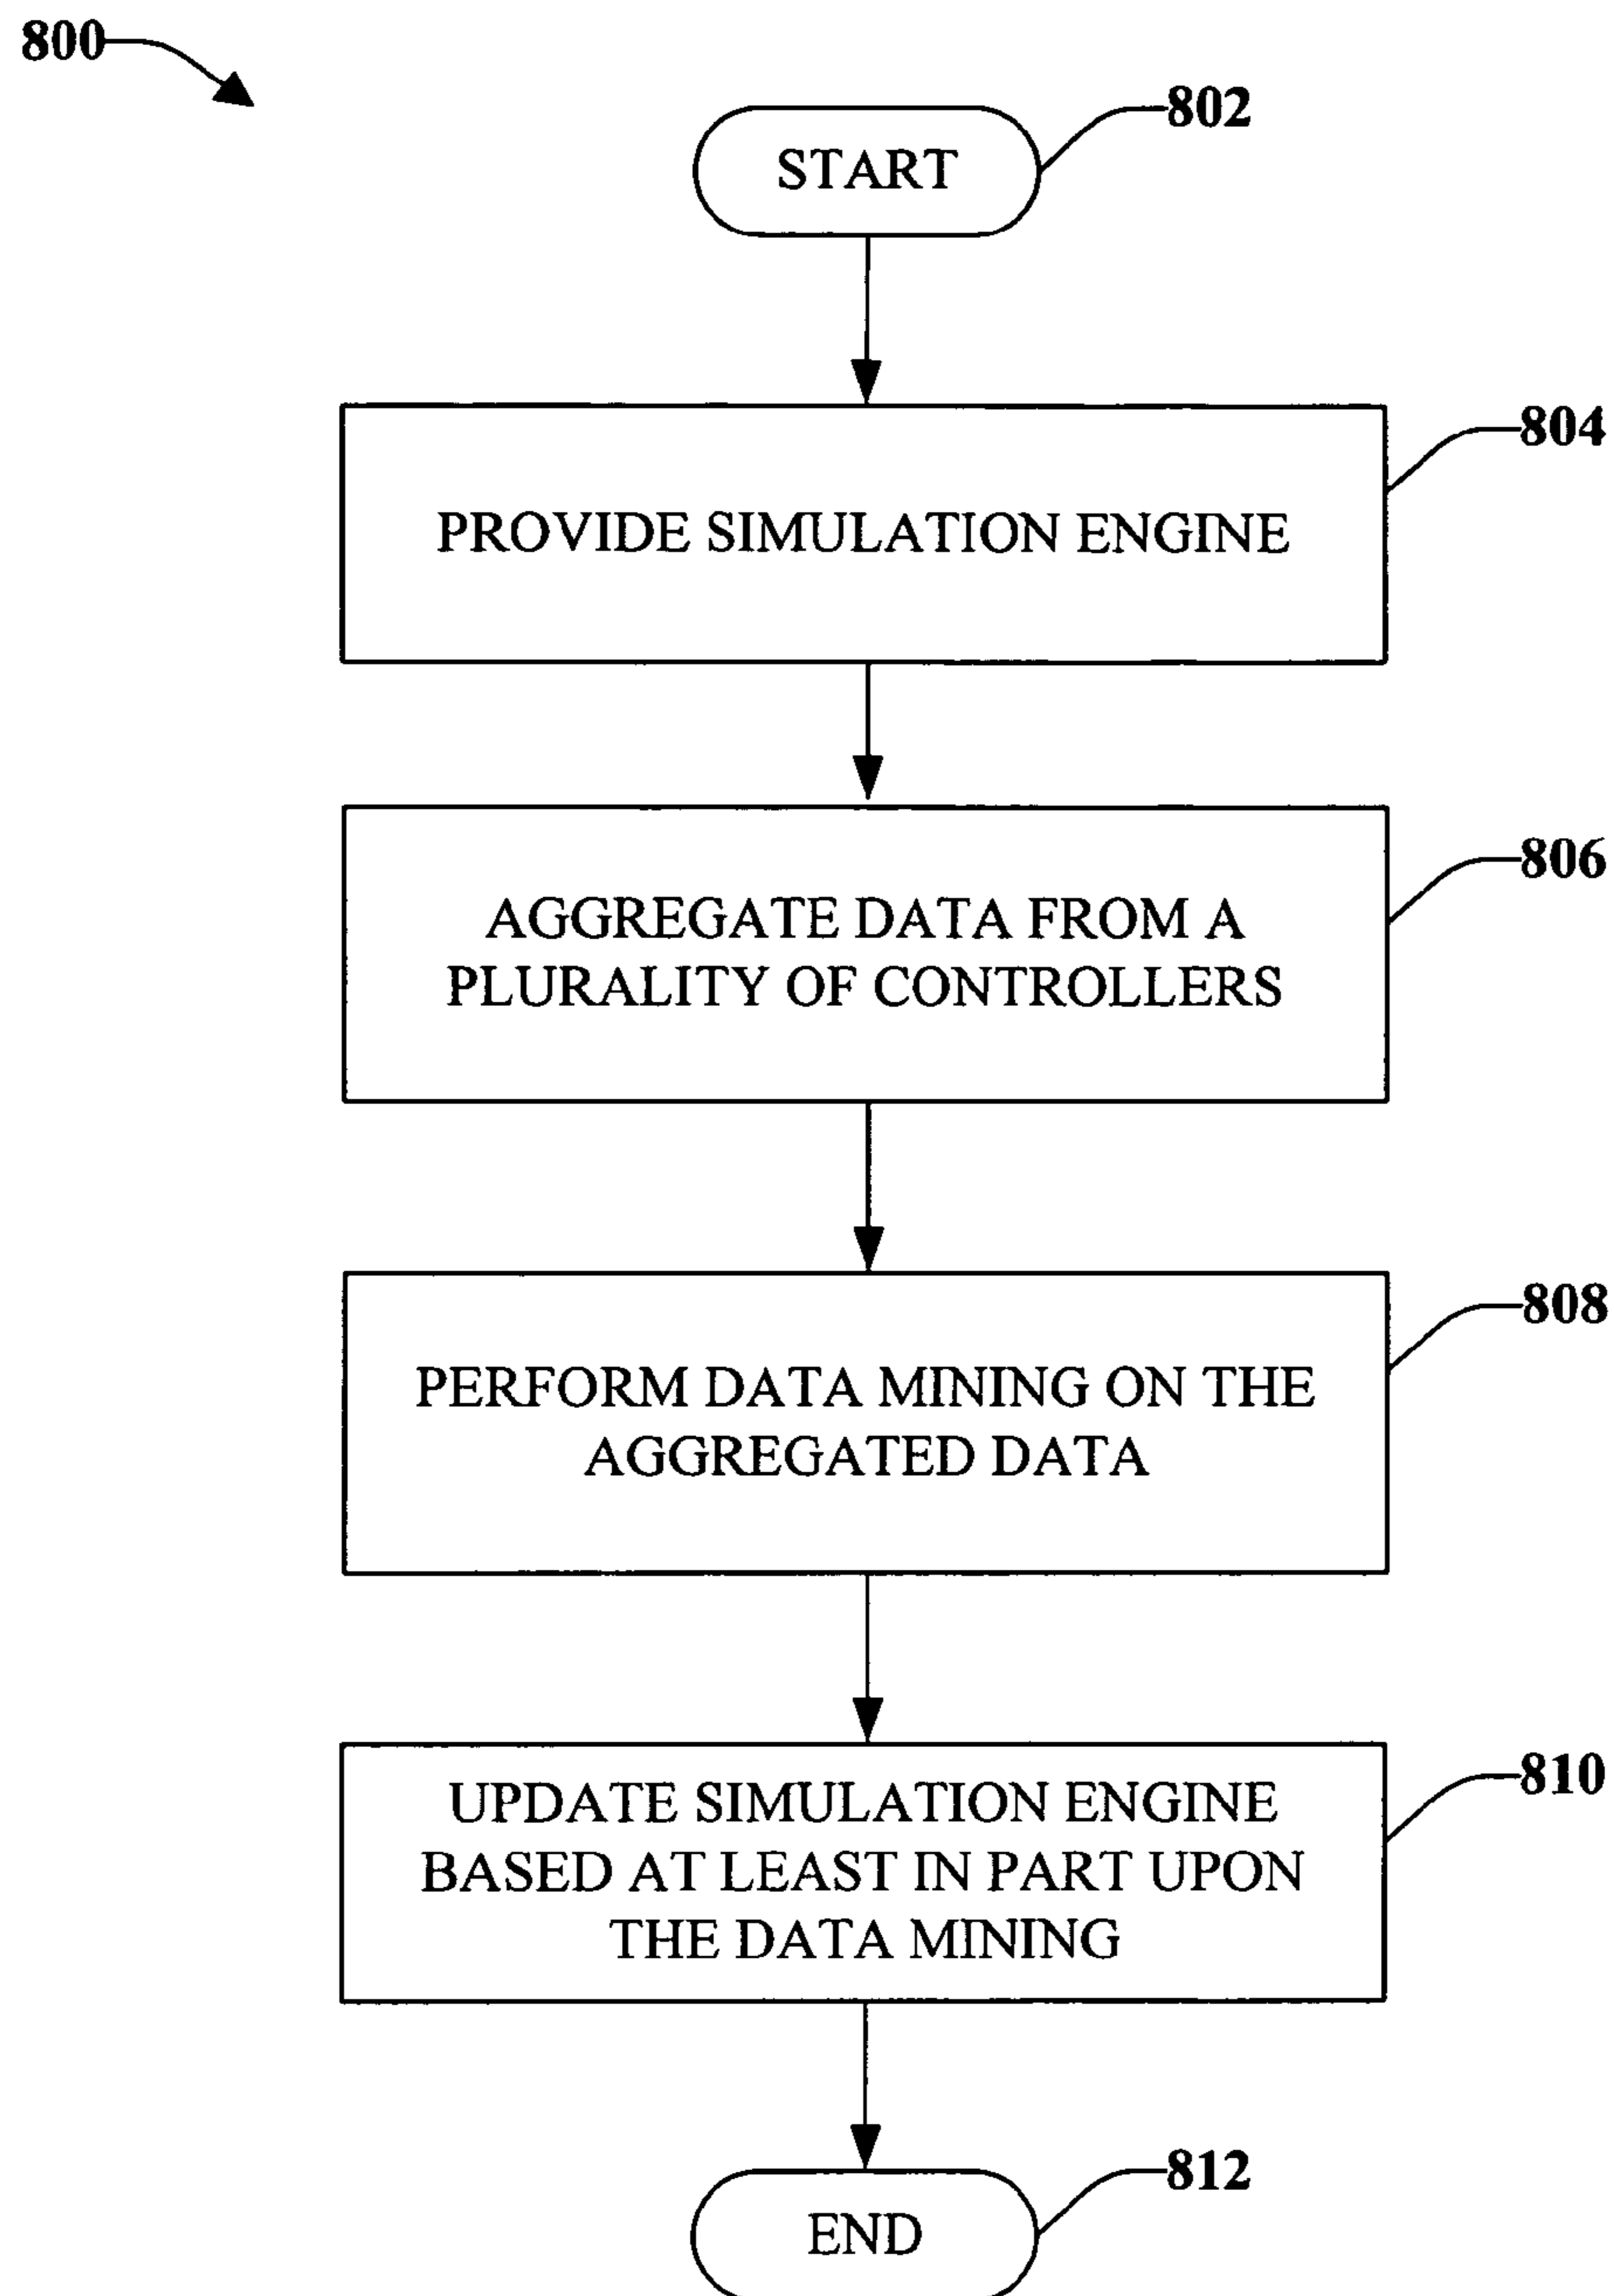 800
802
START
804
PROVIDE SIMULATION ENGINE
806
AGGREGATE DATA FROM A
PLURALITY OF CONTROLLERS
808
PERFORM DATA MINING ON THE
AGGREGATED DATA
810
UPDATE SIMULATION ENGINE
BASED AT LEAST IN PART UPON
THE DATA MINING
812
END